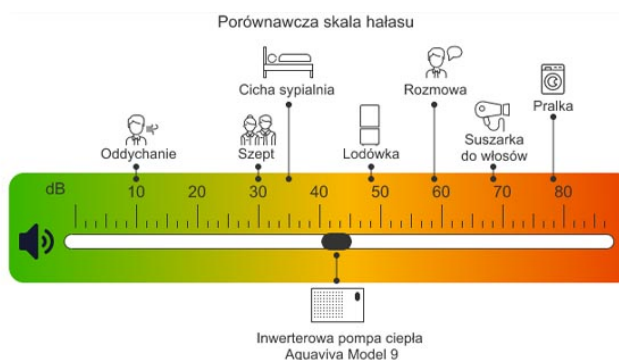 Porównawcza skala hałasu
Cicha sypialnia
Rozmowa
Pralka
Oddychanie
Szept
Lodówka
Suszarka
do włosów
dB 10 20 30 40 50 60 70 80
Inwerterowa pompa ciepła
Aquaviva Model 9